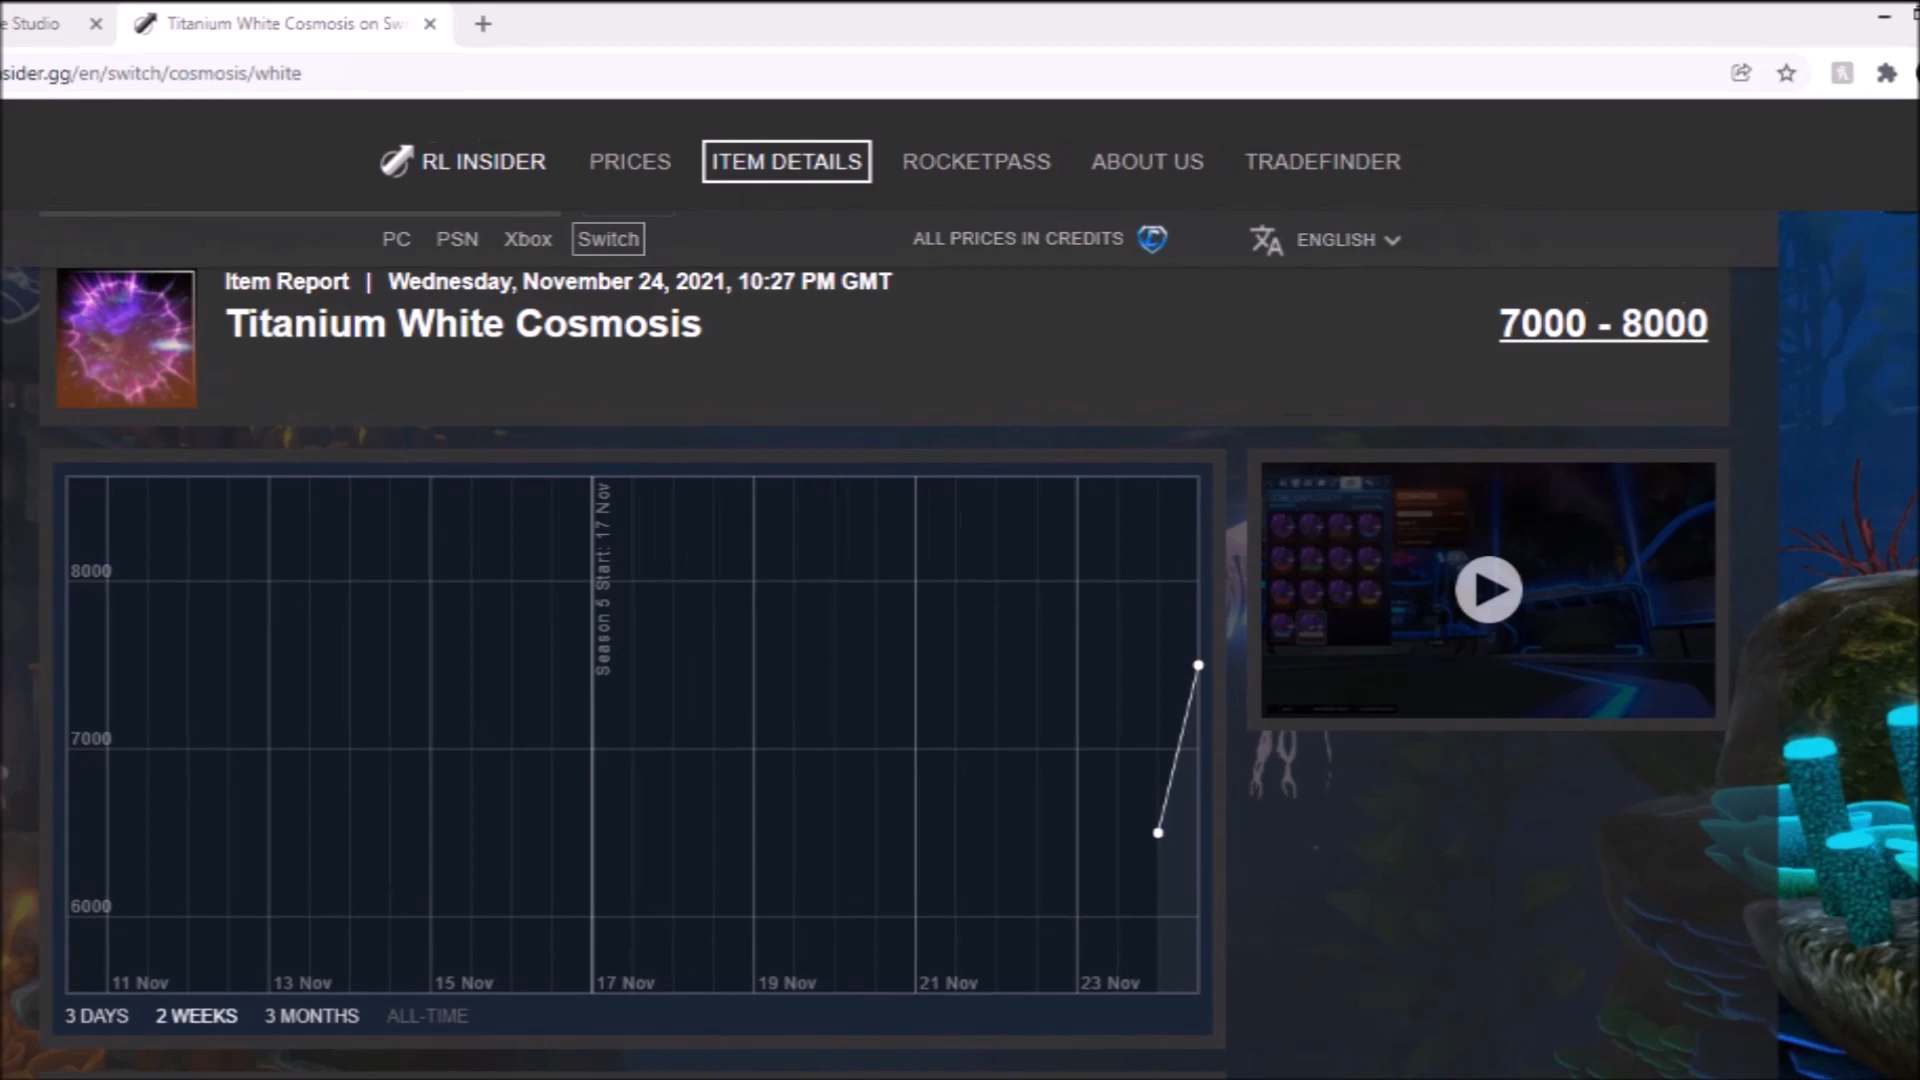 e Studio
Titanium White Cosmosis on Sw
sider.gg/en/switch/cosmosis/white
RL INSIDER PRICES ITEM DETAILS ROCKETPASS ABOUT US TRADEFINDER
PC PSN Xbox Switch ALL PRICES IN CREDITS ENGLISH
Item Report | Wednesday, November 24, 2021, 10:27 PM GMT
Titanium White Cosmosis
7000 - 8000
8000
7000
6000
Season 5 Start: 17 Nov
11 Nov 13 Nov 15 Nov 17 Nov 19 Nov 21 Nov 23 Nov
3 DAYS 2 WEEKS 3 MONTHS ALL-TIME